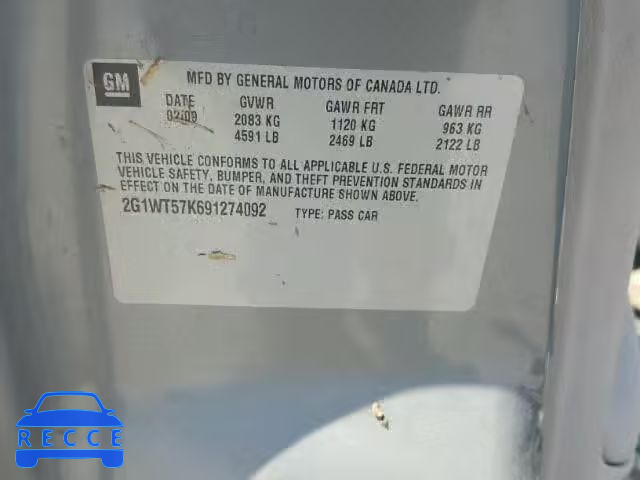 GM
MFD BY GENERAL MOTORS OF CANADA LTD.
DATE GVWR GAWR FRT GAWR RR
02/09 2083 KG 1120 KG 963 KG
4591 LB 2469 LB 2122 LB
THIS VEHICLE CONFORMS TO ALL APPLICABLE U.S. FEDERAL MOTOR
VEHICLE SAFETY, BUMPER, AND THEFT PREVENTION STANDARDS IN
EFFECT ON THE DATE OF MANUFACTURE SHOWN ABOVE.
2G1WT57K691274092 TYPE: PASS CAR
RECCE